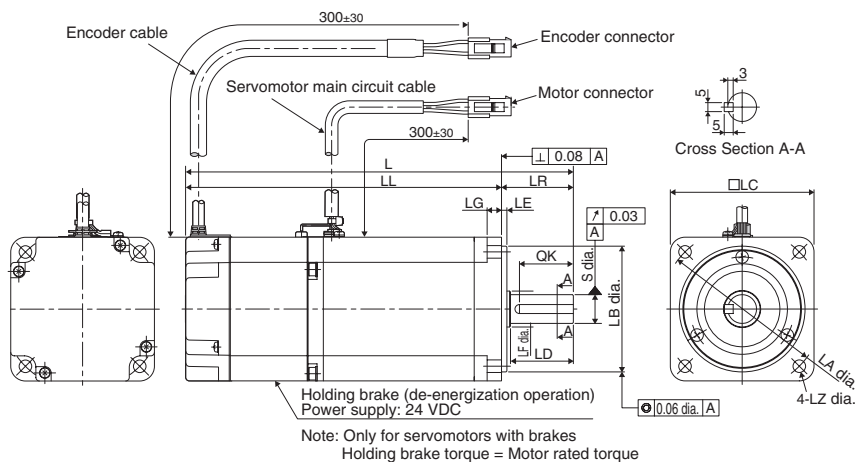 300±30
Encoder cable
Encoder connector
Servomotor main circuit cable
Motor connector
300±30
3
5
5
Cross Section A-A
⊥ 0.08 A
L
LL
LR
LG
LE
↗ 0.03
A
QK
A
S dia.
LB dia.
A
LF dia.
LD
□LC
LA dia.
4-LZ dia.
◎ 0.06 dia. A
Holding brake (de-energization operation)
Power supply: 24 VDC
Note: Only for servomotors with brakes
Holding brake torque = Motor rated torque